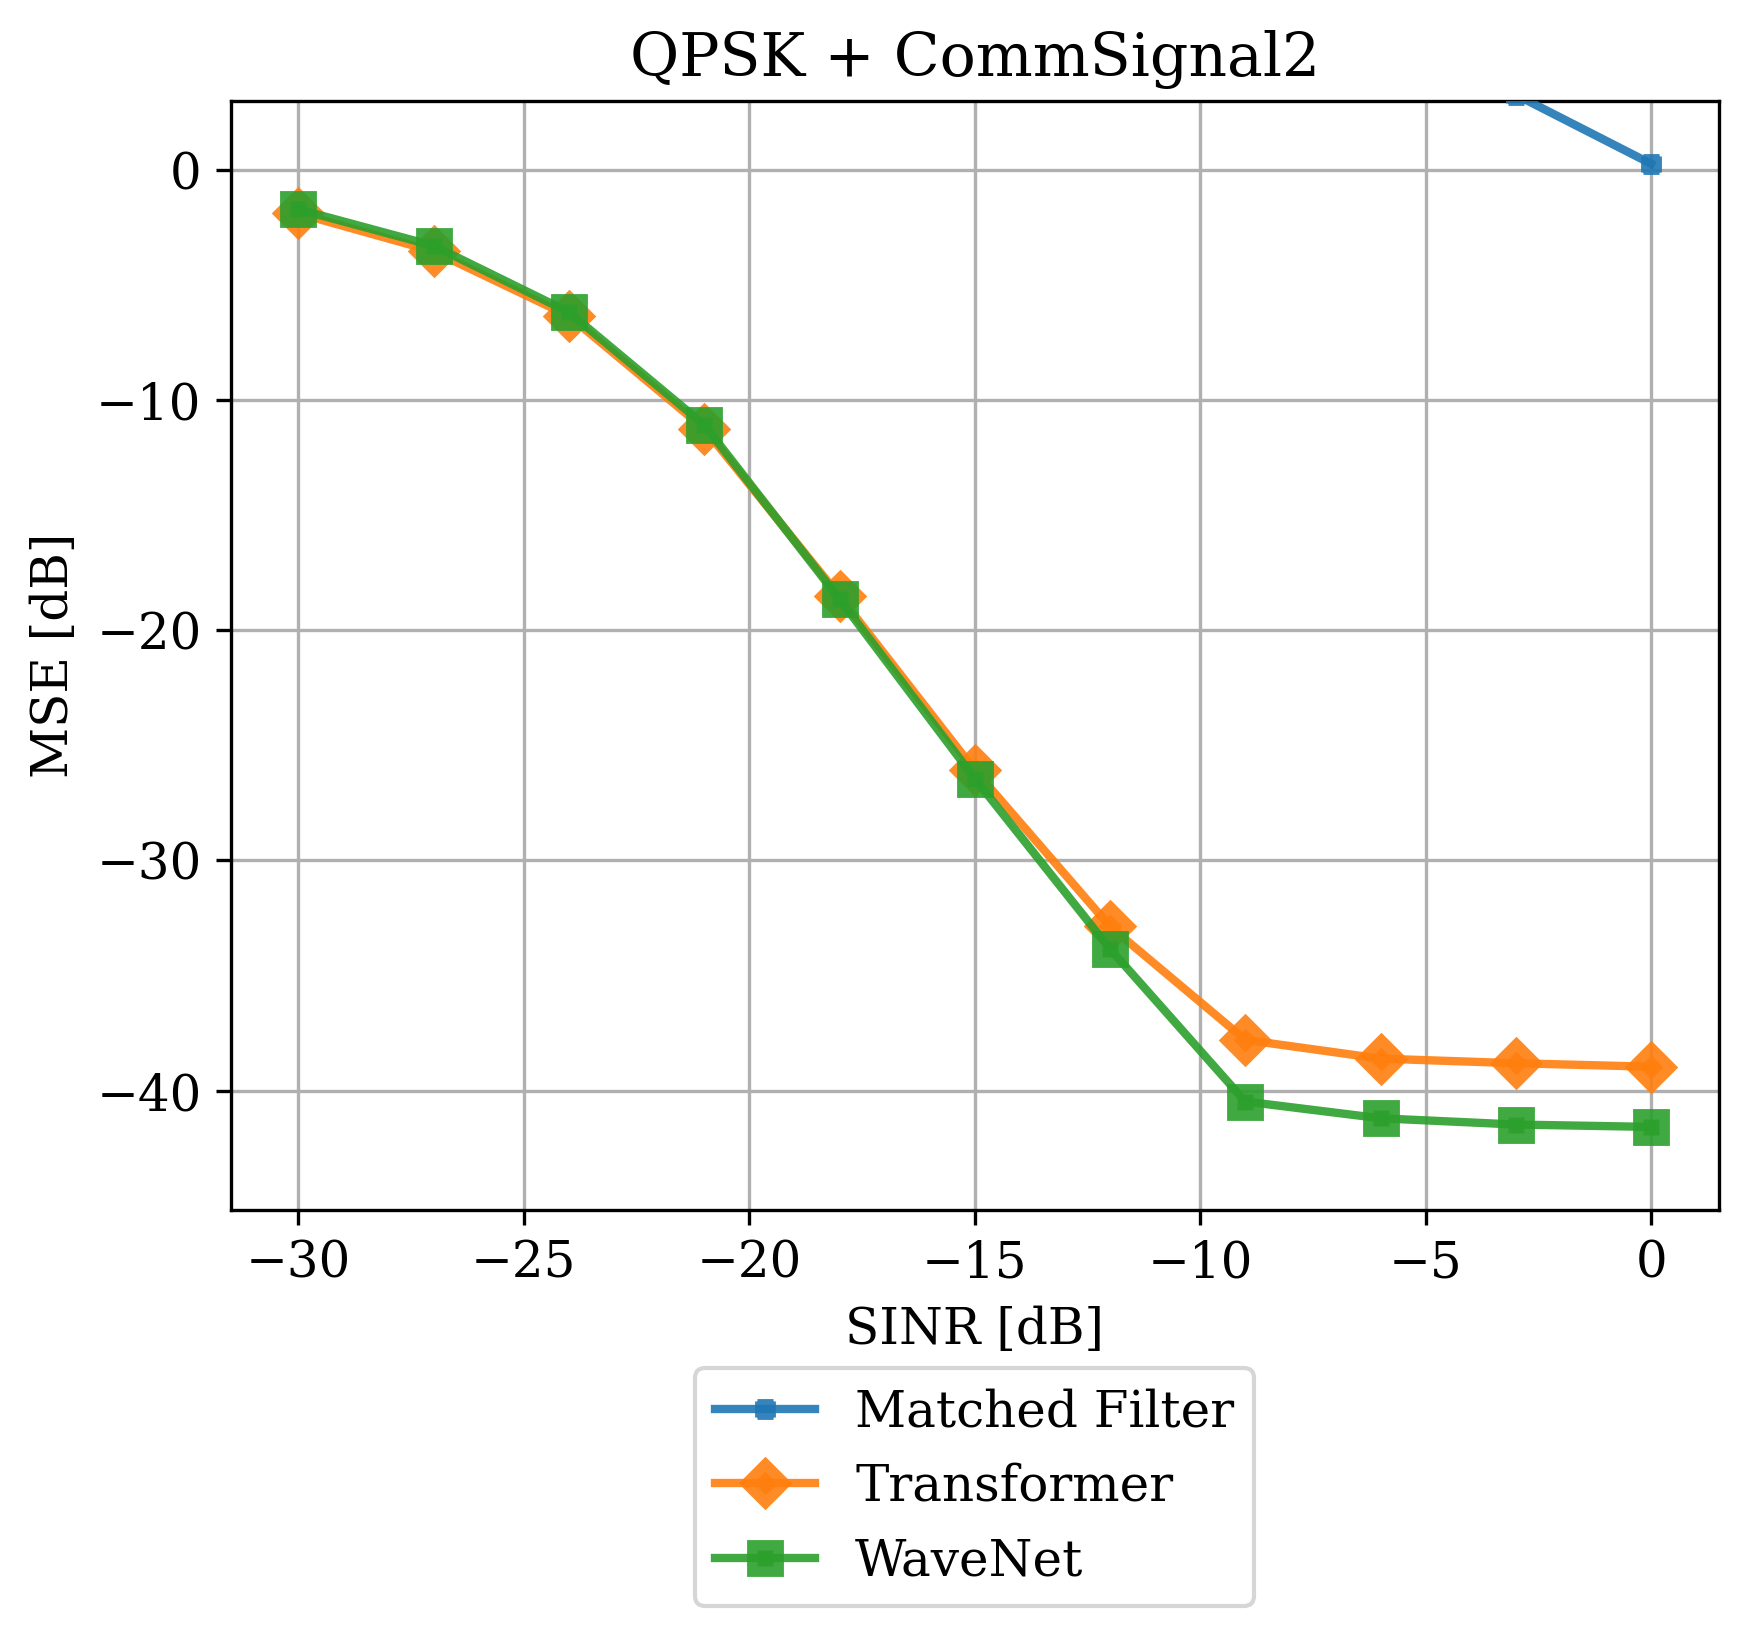 QPSK + CommSignal2
0
−10
−20
−30
−40
MSE [dB]
−30 −25 −20 −15 −10 −5 0
SINR [dB]
Matched Filter
Transformer
WaveNet